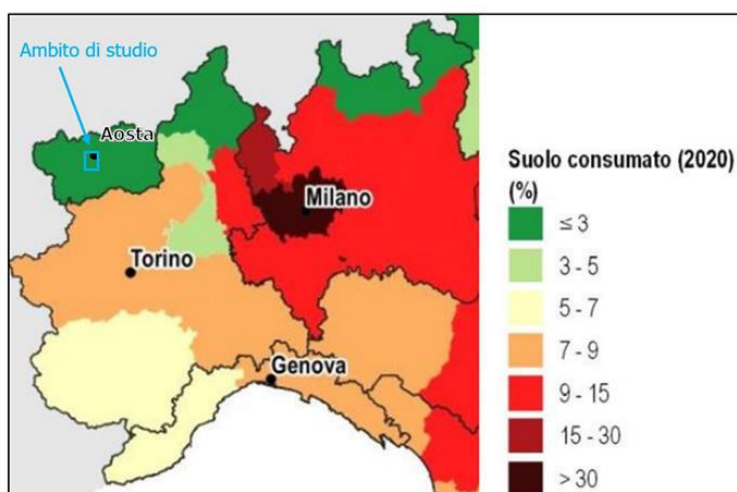 Ambito di studio
Aosta
Milano
Torino
Genova
Suolo consumato (2020)
(%)
≤ 3
3 - 5
5 - 7
7 - 9
9 - 15
15 - 30
> 30